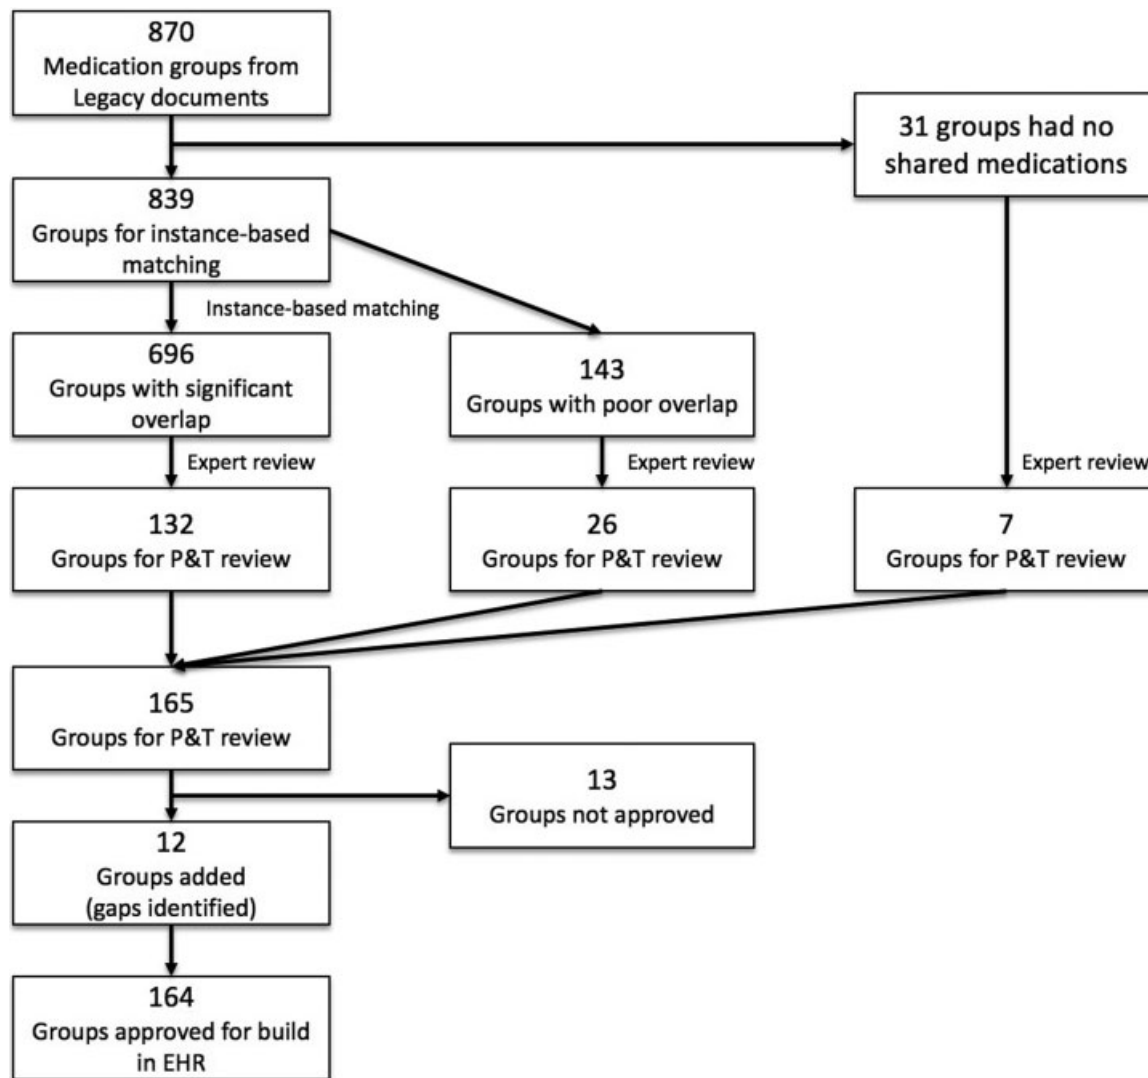 870
Medication groups from
Legacy documents
31 groups had no
shared medications
839
Groups for instance-based
matching
Instance-based matching
696
Groups with significant
overlap
143
Groups with poor overlap
Expert review
Expert review
Expert review
132
Groups for P&T review
26
Groups for P&T review
7
Groups for P&T review
165
Groups for P&T review
13
Groups not approved
12
Groups added
(gaps identified)
164
Groups approved for build
in EHR